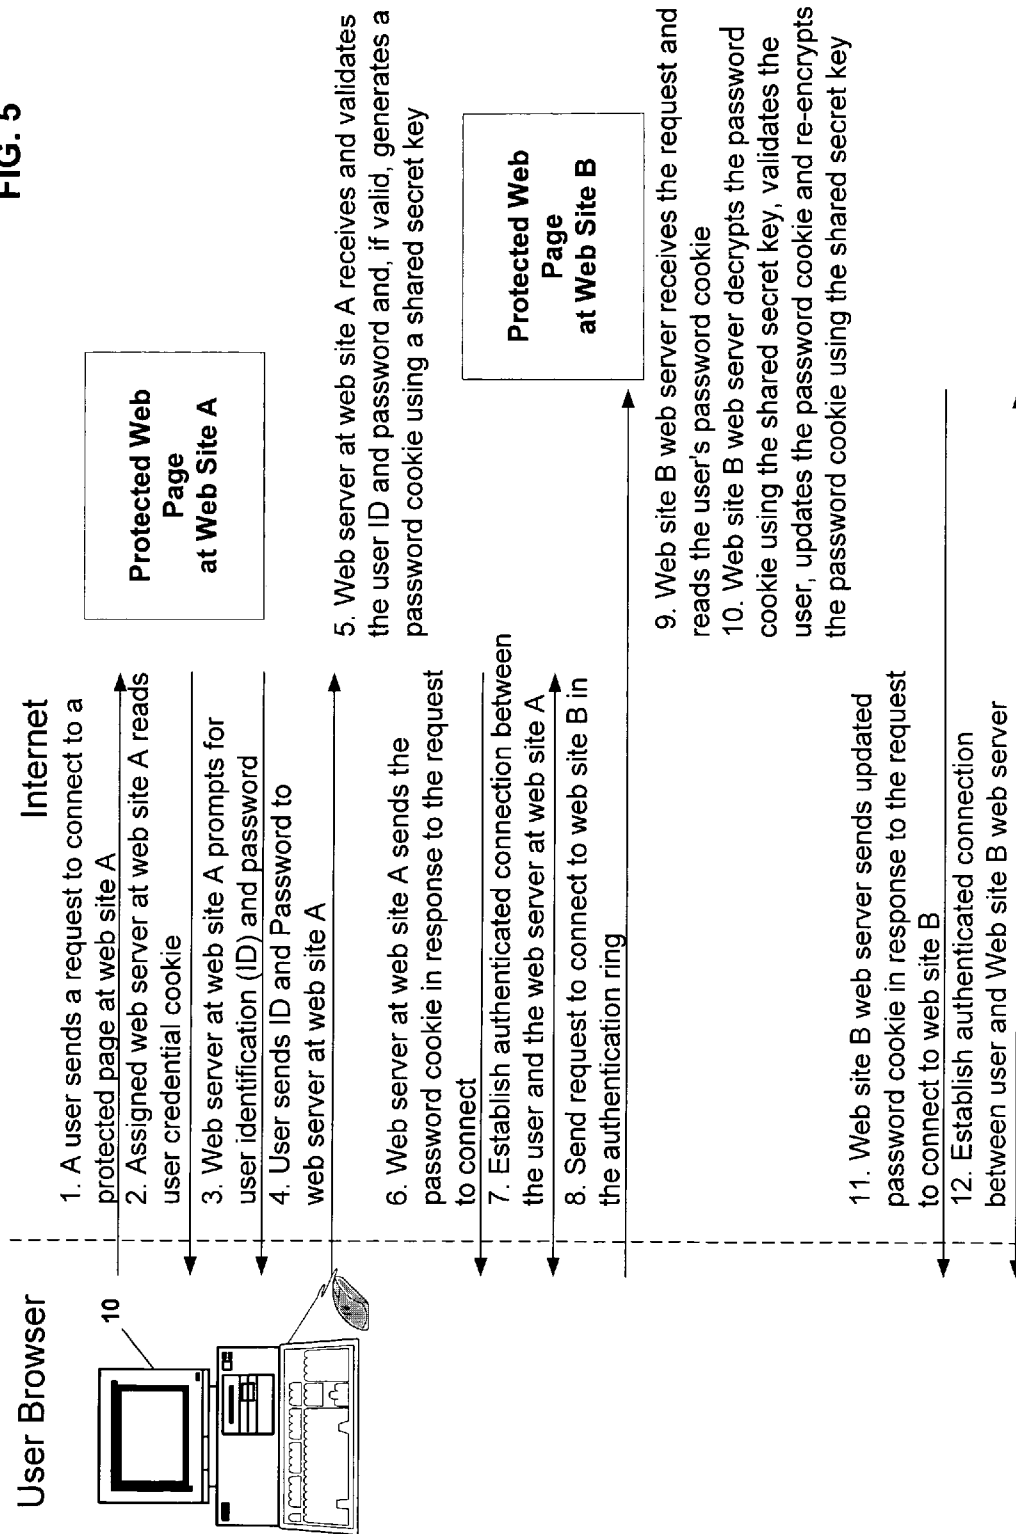 FIG. 5
User Browser
Internet
10
1. A user sends a request to connect to a
protected page at web site A
2. Assigned web server at web site A reads
user credential cookie
3. Web server at web site A prompts for
user identification (ID) and password
4. User sends ID and Password to
web server at web site A
Protected Web
Page
at Web Site A
5. Web server at web site A receives and validates
the user ID and password and, if valid, generates a
password cookie using a shared secret key
6. Web server at web site A sends the
password cookie in response to the request
to connect
7. Establish authenticated connection between
the user and the web server at web site A
8. Send request to connect to web site B in
the authentication ring
Protected Web
Page
at Web Site B
9. Web site B web server receives the request and
reads the user's password cookie
10. Web site B web server decrypts the password
cookie using the shared secret key, validates the
user, updates the password cookie and re-encrypts
the password cookie using the shared secret key
11. Web site B web server sends updated
password cookie in response to the request
to connect to web site B
12. Establish authenticated connection
between user and Web site B web server